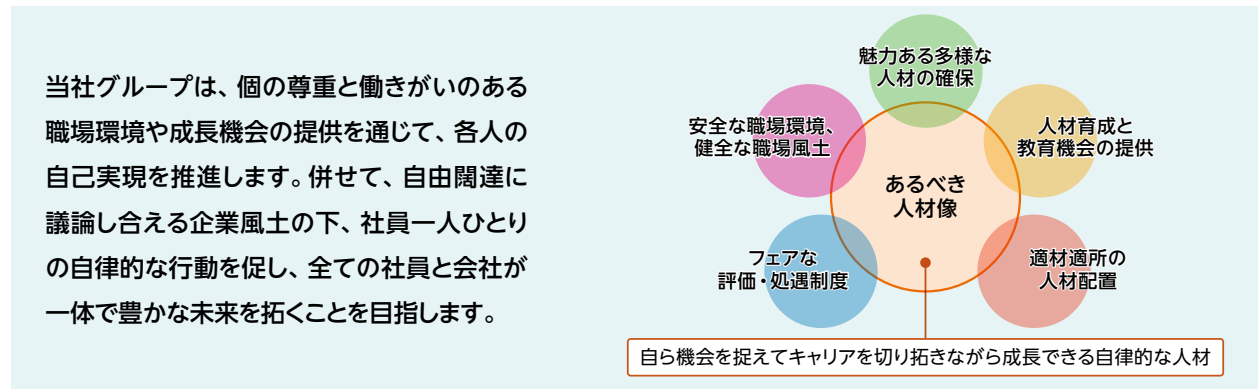 当社グループは、個の尊重と働きがいのある
職場環境や成長機会の提供を通じて、各人の
自己実現を推進します。併せて、自由闊達に
議論し合える企業風土の下、社員一人ひとり
の自律的な行動を促し、全ての社員と会社が
一体で豊かな未来を拓くことを目指します。
魅力ある多様な
人材の確保
安全な職場環境、
健全な職場風土
人材育成と
教育機会の提供
あるべき
人材像
フェアな
評価・処遇制度
適材適所の
人材配置
自ら機会を捉えてキャリアを切り拓きながら成長できる自律的な人材